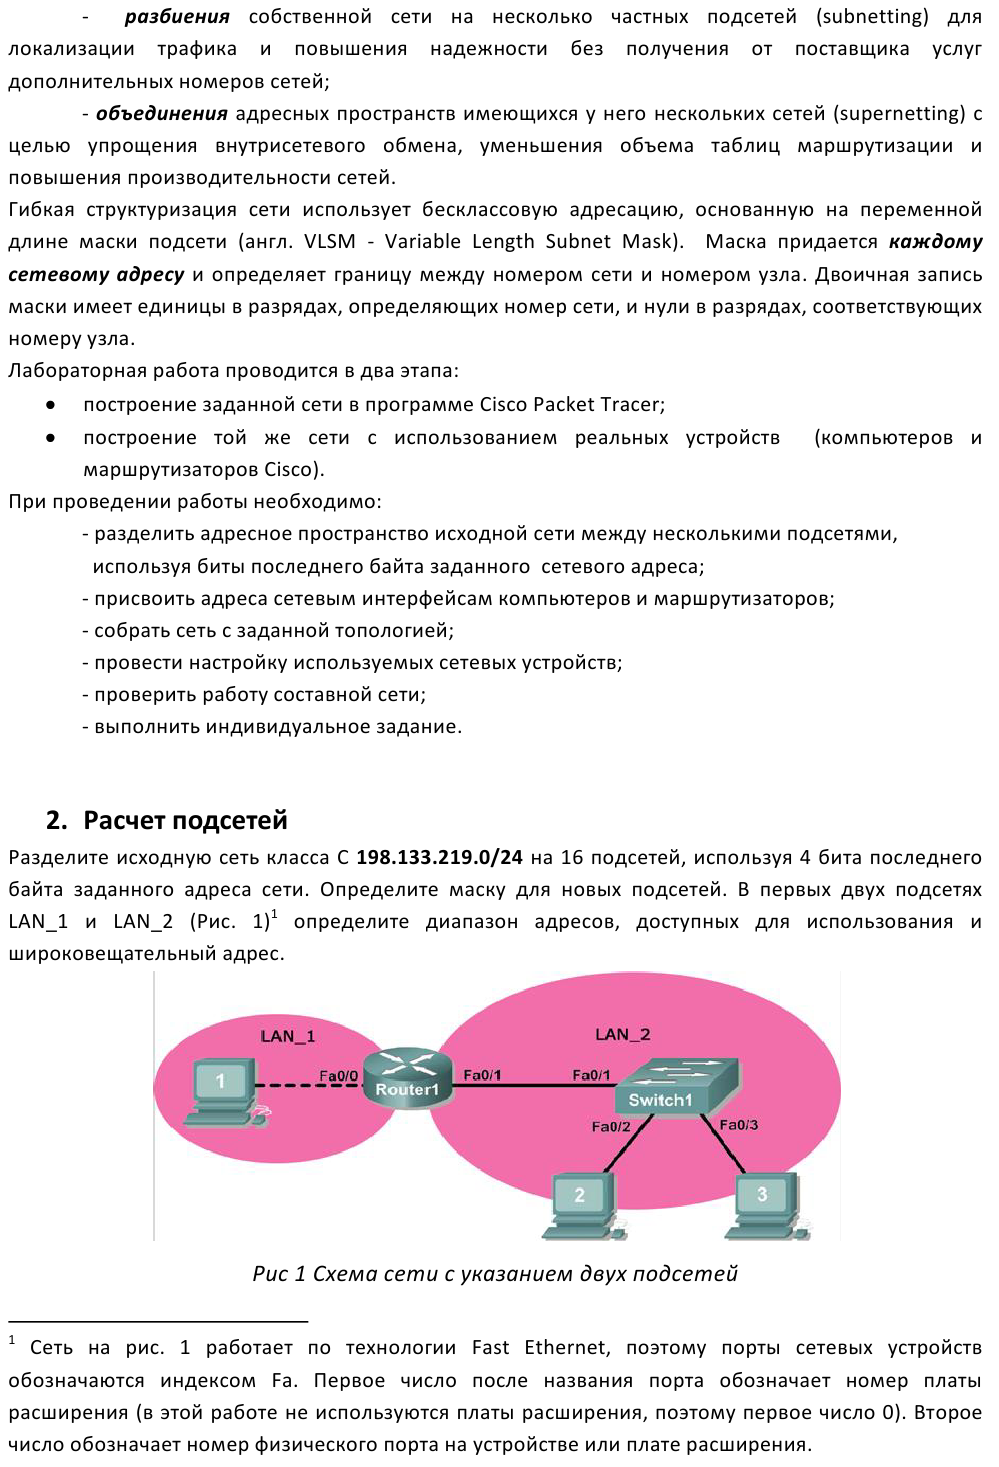 - разбиения собственной сети на несколько частных подсетей (subnetting) для
локализации трафика и повышения надежности без получения от поставщика услуг
дополнительных номеров сетей;
- объединения адресных пространств имеющихся у него нескольких сетей (supernetting) с
целью упрощения внутрисетевого обмена, уменьшения объема таблиц маршрутизации и
повышения производительности сетей.
Гибкая структуризация сети использует бесклассовую адресацию, основанную на переменной
длине маски подсети (англ. VLSM - Variable Length Subnet Mask). Маска придается каждому
сетевому адресу и определяет границу между номером сети и номером узла. Двоичная запись
маски имеет единицы в разрядах, определяющих номер сети, и нули в разрядах, соответствующих
номеру узла.
Лабораторная работа проводится в два этапа:
• построение заданной сети в программе Cisco Packet Tracer;
• построение той же сети с использованием реальных устройств (компьютеров и
маршрутизаторов Cisco).
При проведении работы необходимо:
- разделить адресное пространство исходной сети между несколькими подсетями,
используя биты последнего байта заданного сетевого адреса;
- присвоить адреса сетевым интерфейсам компьютеров и маршрутизаторов;
- собрать сеть с заданной топологией;
- провести настройку используемых сетевых устройств;
- проверить работу составной сети;
- выполнить индивидуальное задание.
2. Расчет подсетей
Разделите исходную сеть класса С 198.133.219.0/24 на 16 подсетей, используя 4 бита последнего
байта заданного адреса сети. Определите маску для новых подсетей. В первых двух подсетях
LAN_1 и LAN_2 (Рис. 1)1 определите диапазон адресов, доступных для использования и
широковещательный адрес.
LAN_1
LAN_2
1
Fa0/0
Router1
Fa0/1
Fa0/1
Switch1
Fa0/2
Fa0/3
2
3
Рис 1 Схема сети с указанием двух подсетей
1 Сеть на рис. 1 работает по технологии Fast Ethernet, поэтому порты сетевых устройств
обозначаются индексом Fa. Первое число после названия порта обозначает номер платы
расширения (в этой работе не используются платы расширения, поэтому первое число 0). Второе
число обозначает номер физического порта на устройстве или плате расширения.